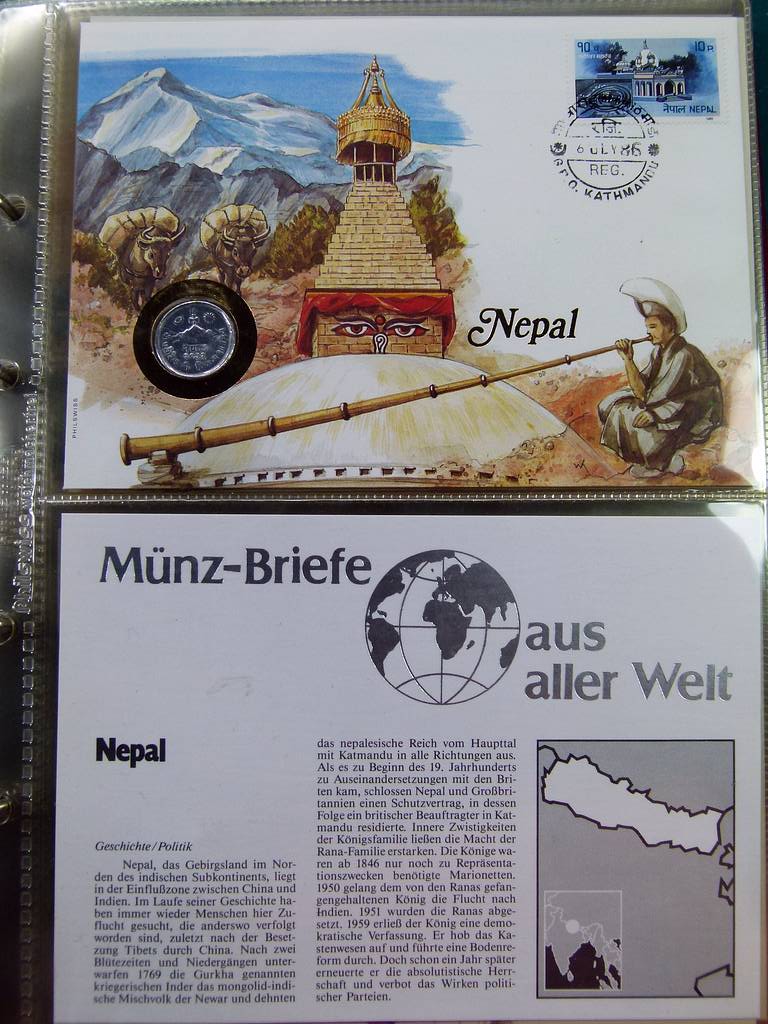 १० पै. 10 P
नेपाल NEPAL
रजि.
6 JULY 86
REG.
G.P.O. KATHMANDU
Nepal
PHILSWISS
Münz-Briefe
aus
aller Welt
Nepal
Geschichte/Politik
Nepal, das Gebirgsland im Nor-
den des indischen Subkontinents, liegt
in der Einflußzone zwischen China und
Indien. Im Laufe seiner Geschichte ha-
ben immer wieder Menschen hier Zu-
flucht gesucht, die anderswo verfolgt
worden sind, zuletzt nach der Beset-
zung Tibets durch China. Nach zwei
Blütezeiten und Niedergängen unter-
warfen 1769 die Gurkha genannten
kriegerischen Inder das mongolid-indi-
sche Mischvolk der Newar und dehnten
das nepalesische Reich vom Haupttal
mit Katmandu in alle Richtungen aus.
Als es zu Beginn des 19. Jahrhunderts
zu Auseinandersetzungen mit den Bri-
ten kam, schlossen Nepal und Großbri-
tannien einen Schutzvertrag, in dessen
Folge ein britischer Beauftragter in Kat-
mandu residierte. Innere Zwistigkeiten
der Königsfamilie ließen die Macht der
Rana-Familie erstarken. Die Könige wa-
ren ab 1846 nur noch zu Repräsenta-
tionszwecken benötigte Marionetten.
1950 gelang dem von den Ranas gefan-
gengehaltenen König die Flucht nach
Indien. 1951 wurden die Ranas abge-
setzt. 1959 erließ der König eine demo-
kratische Verfassung. Er hob das Ka-
stenwesen auf und führte eine Bodenre-
form durch. Doch schon ein Jahr später
erneuerte er die absolutistische Herr-
schaft und verbot das Wirken politi-
scher Parteien.